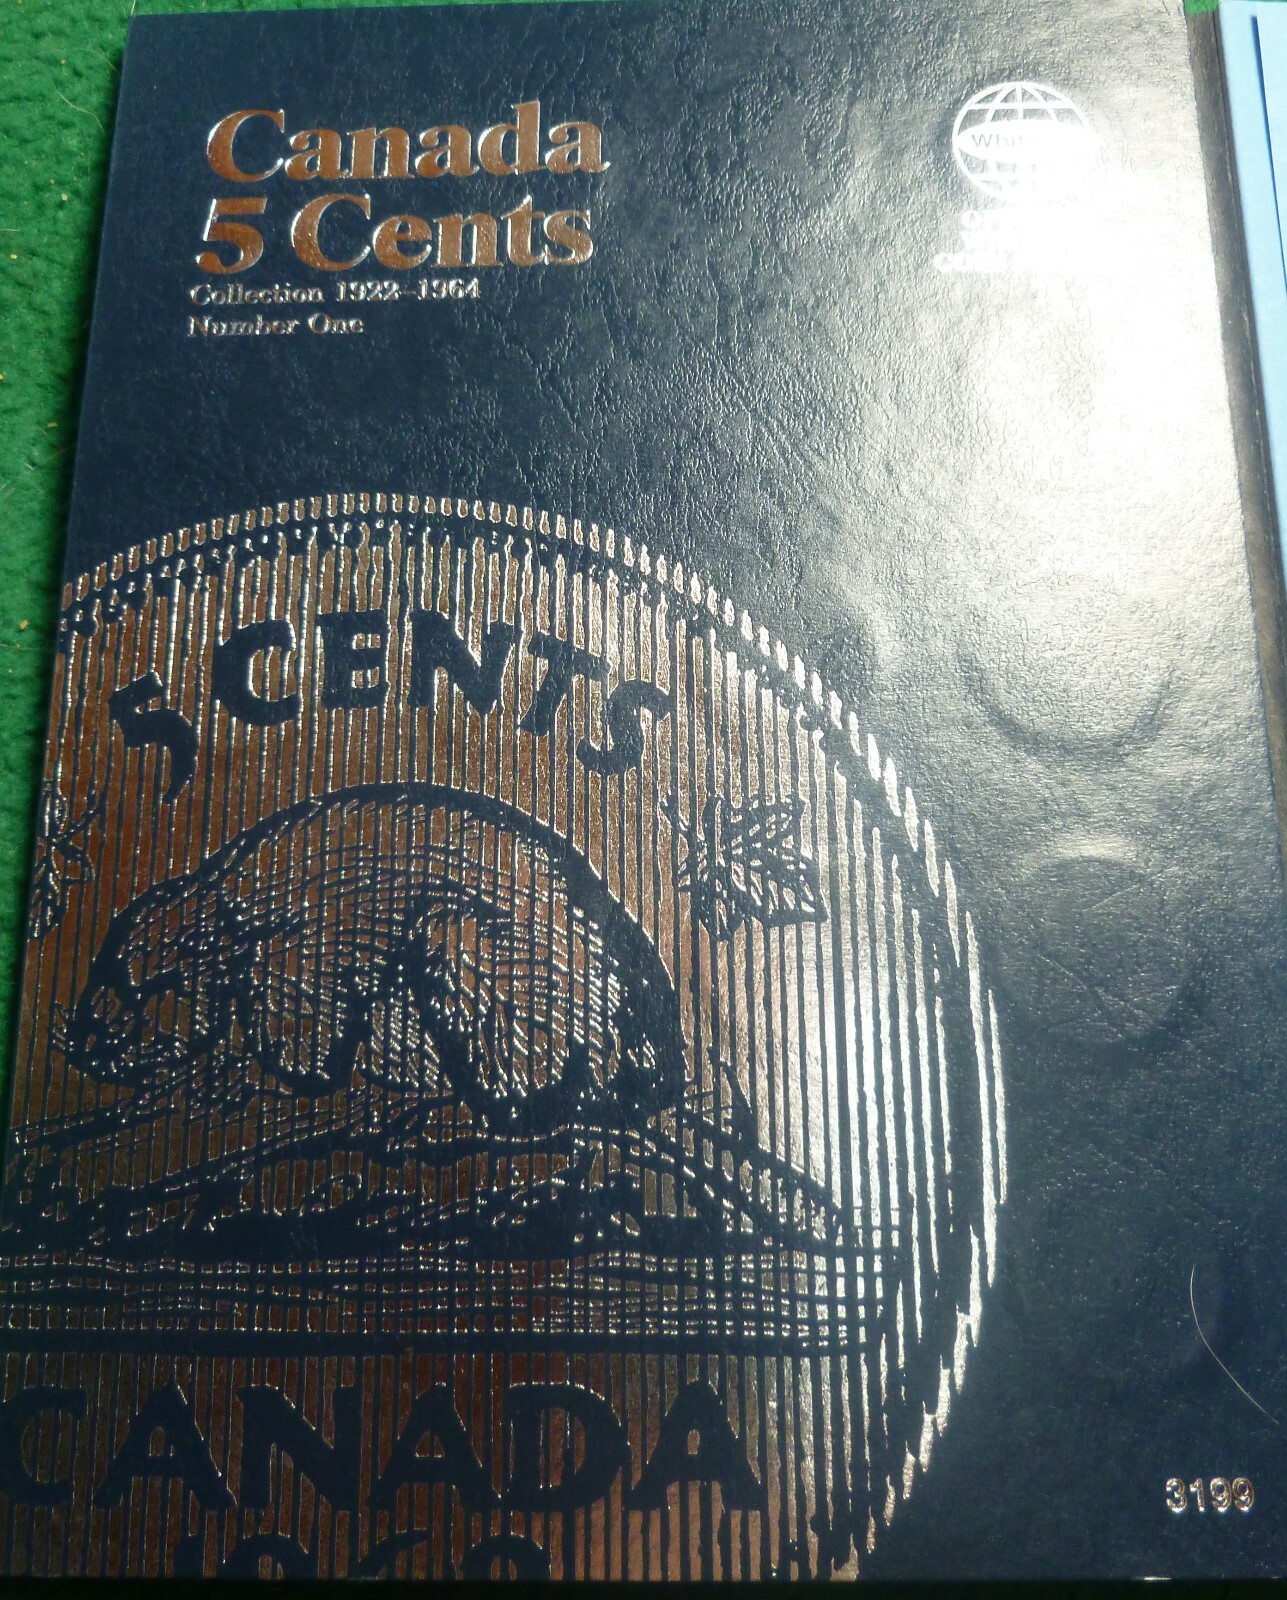 Canada
5 Cents
Collection 1922–1964
Number One
5 CENTS
CANADA
3199